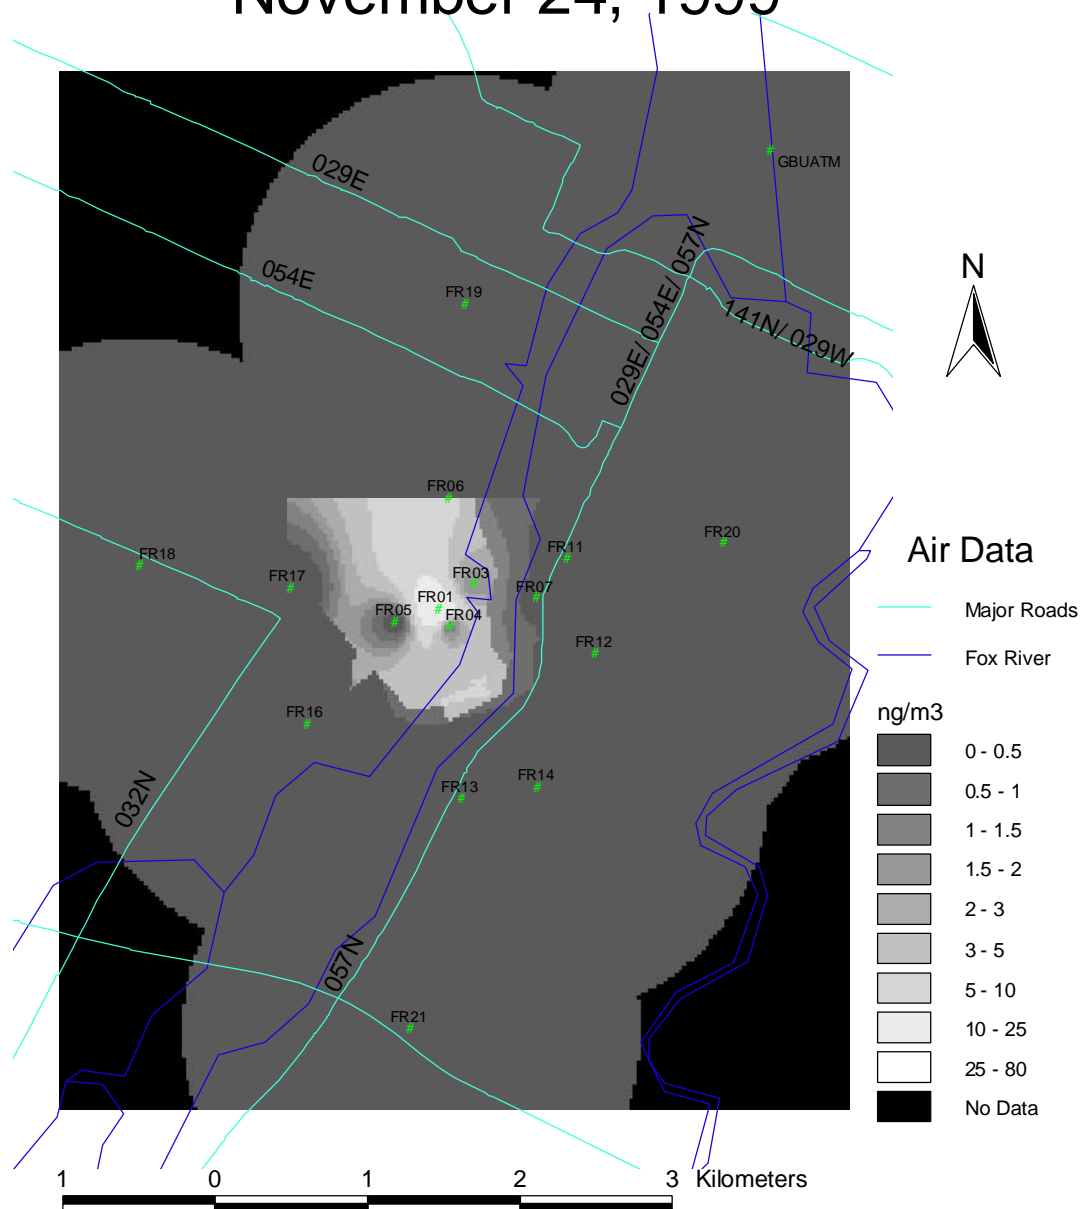 November 24, 1999
GBUATM
029E
054E
FR19
029E/ 054E/ 057N
141N/ 029W
N
FR06
FR18
FR17
FR03
FR01
FR05
FR04
FR11
FR07
FR20
FR12
FR16
FR14
FR13
032N
057N
FR21
Air Data
Major Roads
Fox River
ng/m3
0 - 0.5
0.5 - 1
1 - 1.5
1.5 - 2
2 - 3
3 - 5
5 - 10
10 - 25
25 - 80
No Data
1 0 1 2 3 Kilometers